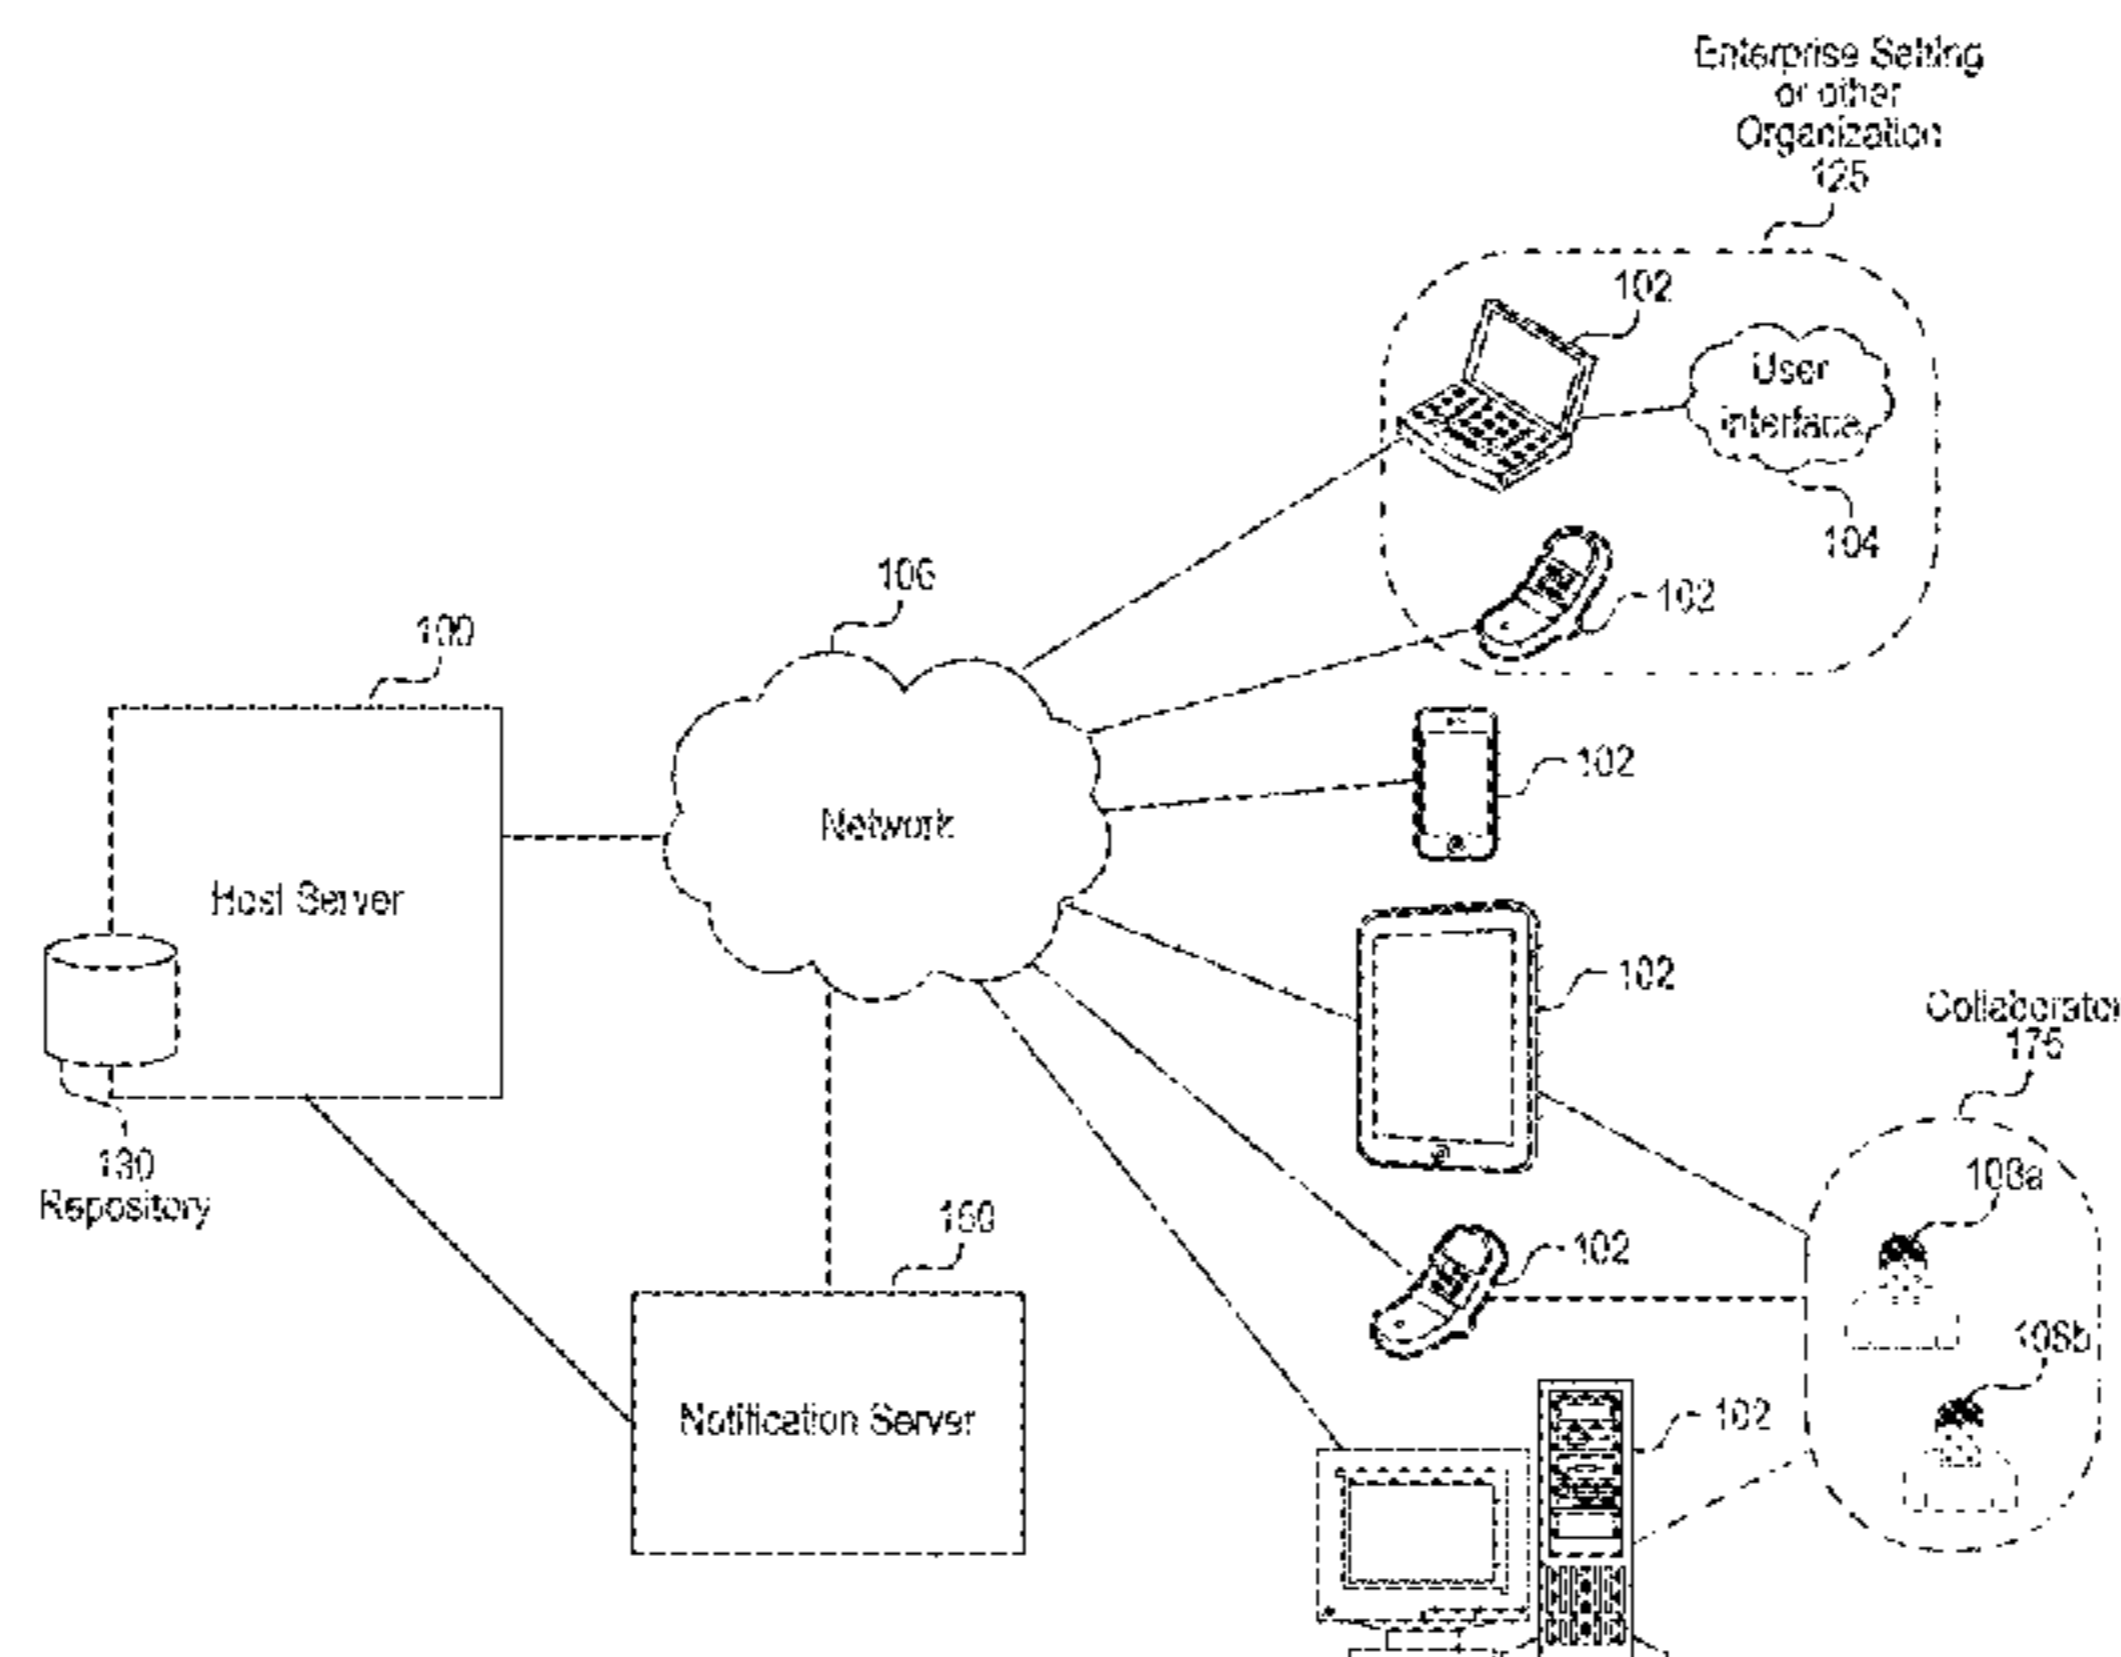 Enterprise Setting
or other
Organization
125
102
User
interface
104
102
106
100
102
Network
Host Server
102
Collaborator
175
130
Repository
108a
150
102
108b
Notification Server
102